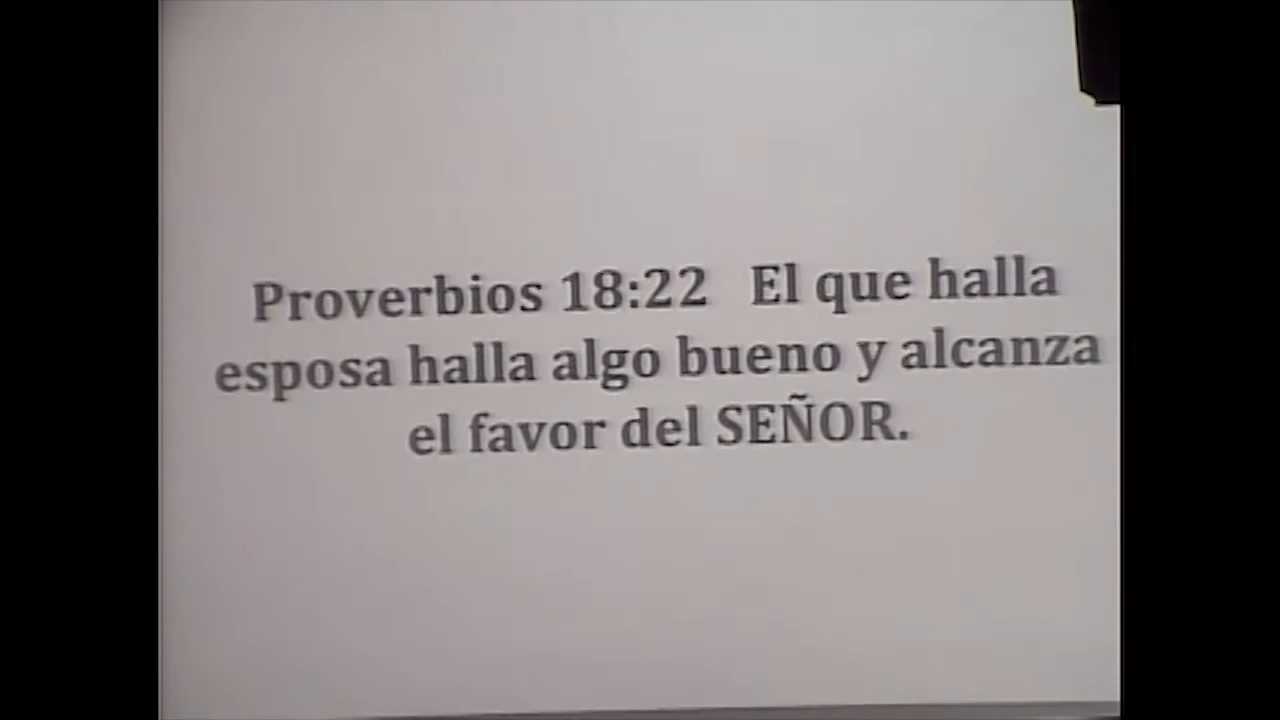 Proverbios 18:22 El que halla
esposa halla algo bueno y alcanza
el favor del SEÑOR.